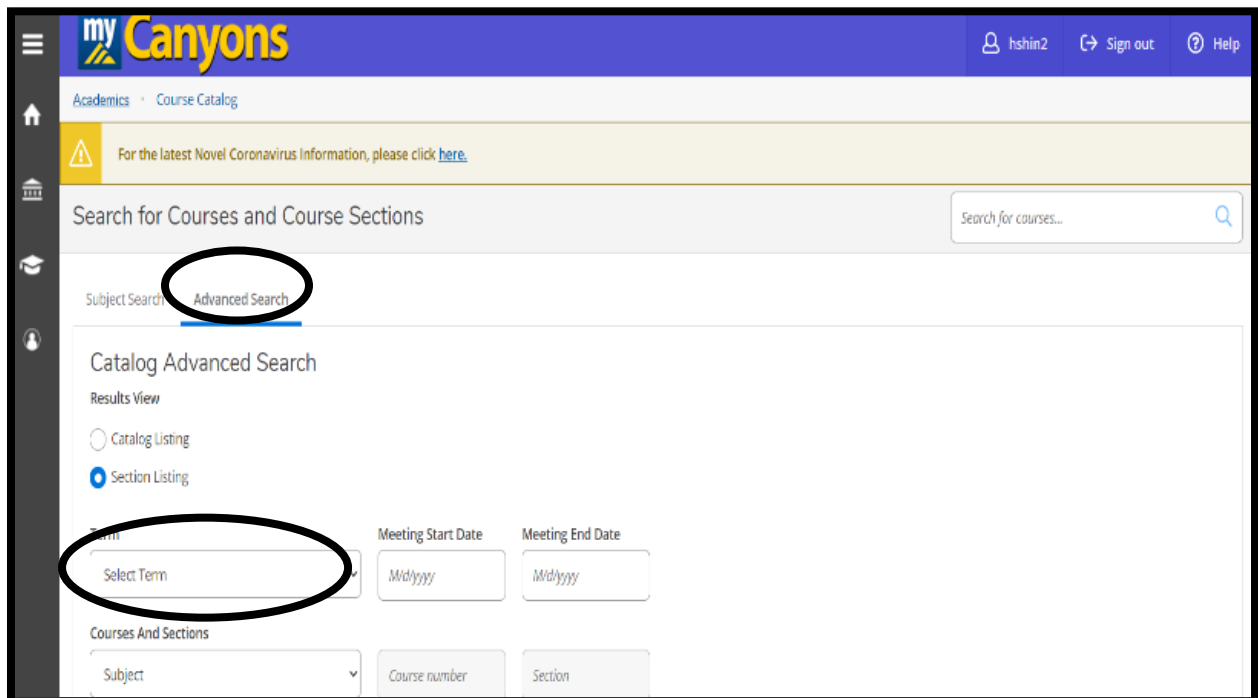 my Canyons
hshin2 Sign out Help
Academics · Course Catalog
For the latest Novel Coronavirus Information, please click here.
Search for Courses and Course Sections
Search for courses...
Subject Search Advanced Search
Catalog Advanced Search
Results View
Catalog Listing
Section Listing
Term Meeting Start Date Meeting End Date
Select Term M/d/yyyy M/d/yyyy
Courses And Sections
Subject Course number Section